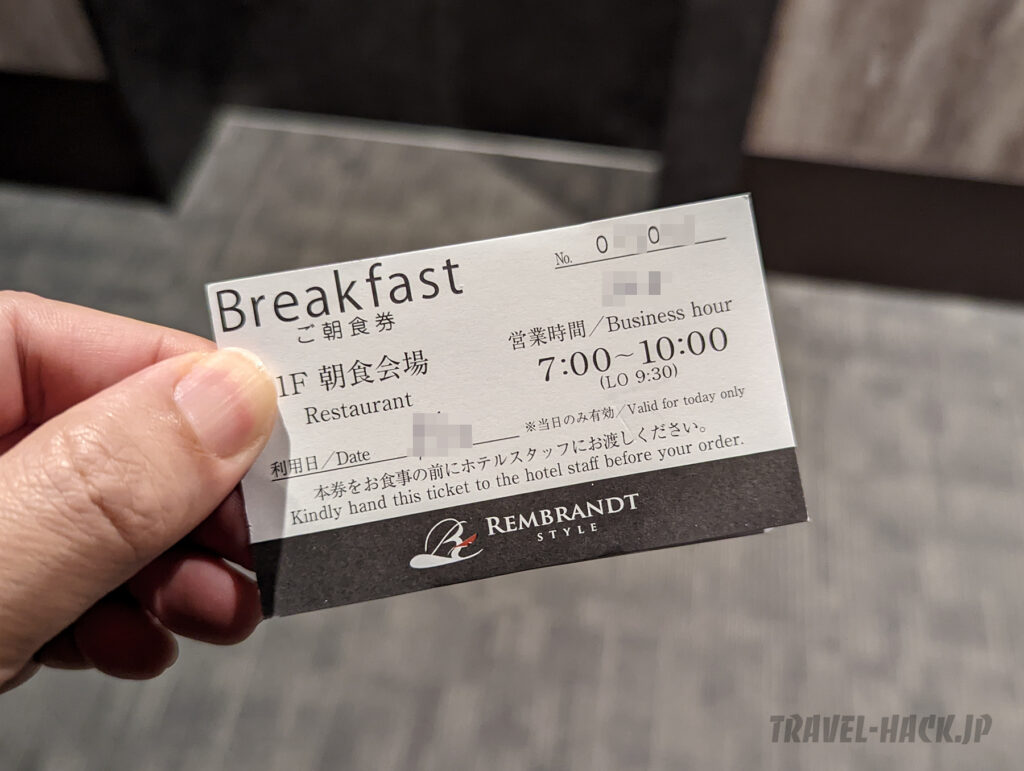 Breakfast
ご朝食券
No. 0 0
1F 朝食会場
Restaurant
営業時間/Business hour
7:00~10:00
(LO 9:30)
利用日/Date
※当日のみ有効/Valid for today only
本券をお食事の前にホテルスタッフにお渡しください。
Kindly hand this ticket to the hotel staff before your order.
REMBRANDT
STYLE
TRAVEL-HACK.JP